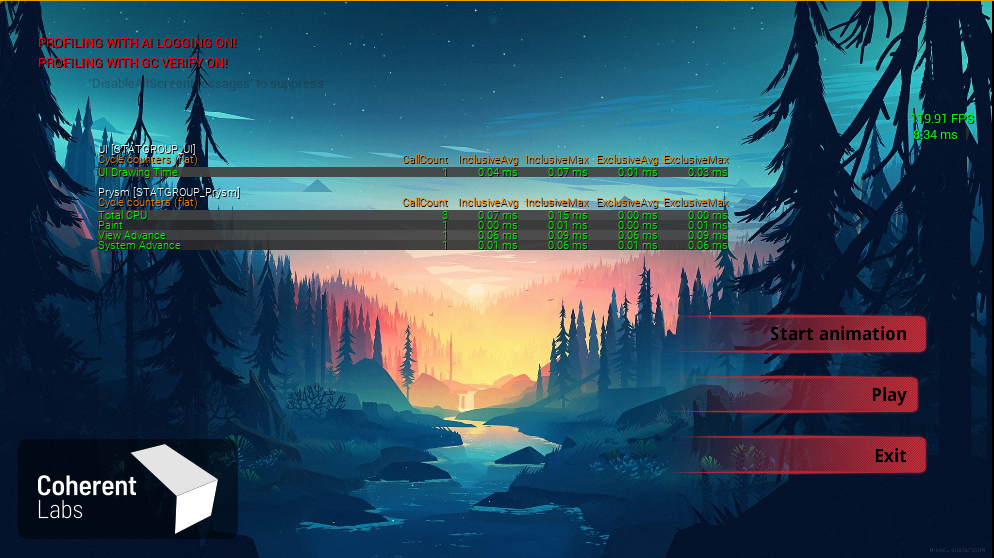 PROFILING WITH AI LOGGING ON!
PROFILING WITH GC VERIFY ON!
"DisableAllScreenMessages" to suppress
119.91 FPS
8.34 ms
UI [STATGROUP_UI]
Cycle counters (flat) CallCount InclusiveAvg InclusiveMax ExclusiveAvg ExclusiveMax
UI Drawing Time 1 0.04 ms 0.07 ms 0.01 ms 0.03 ms
Prysm [STATGROUP_Prysm]
Cycle counters (flat) CallCount InclusiveAvg InclusiveMax ExclusiveAvg ExclusiveMax
Total CPU 3 0.07 ms 0.15 ms 0.00 ms 0.00 ms
Paint 1 0.00 ms 0.01 ms 0.00 ms 0.01 ms
View Advance 1 0.06 ms 0.09 ms 0.06 ms 0.09 ms
System Advance 1 0.01 ms 0.06 ms 0.01 ms 0.06 ms
Start animation
Play
Exit
Coherent
Labs
MIKAEL GUSTAFSSON